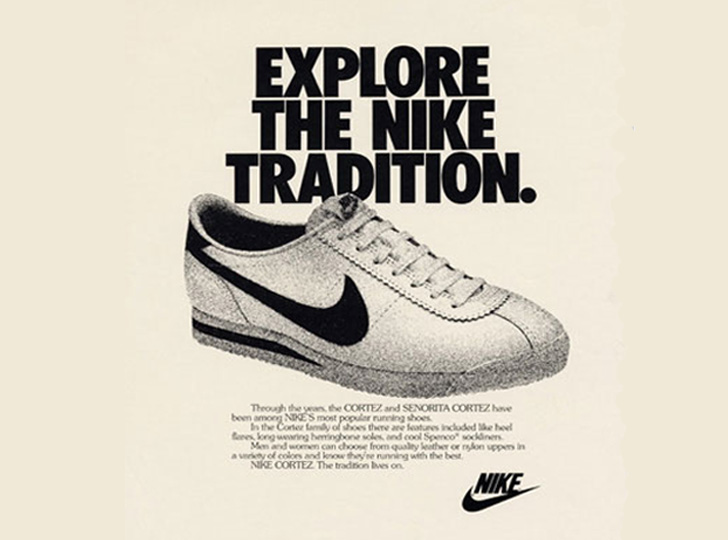 EXPLORE
THE NIKE
TRADITION.
Through the years, the CORTEZ and SENORITA CORTEZ have
been among NIKE'S most popular running shoes.
In the Cortez family of shoes there are features included like heel
flares, long-wearing herringbone soles, and cool Spenco® sockliners.
Men and women can choose from quality leather or nylon uppers in
a variety of colors and know they're running with the best.
NIKE CORTEZ. The tradition lives on.
NIKE